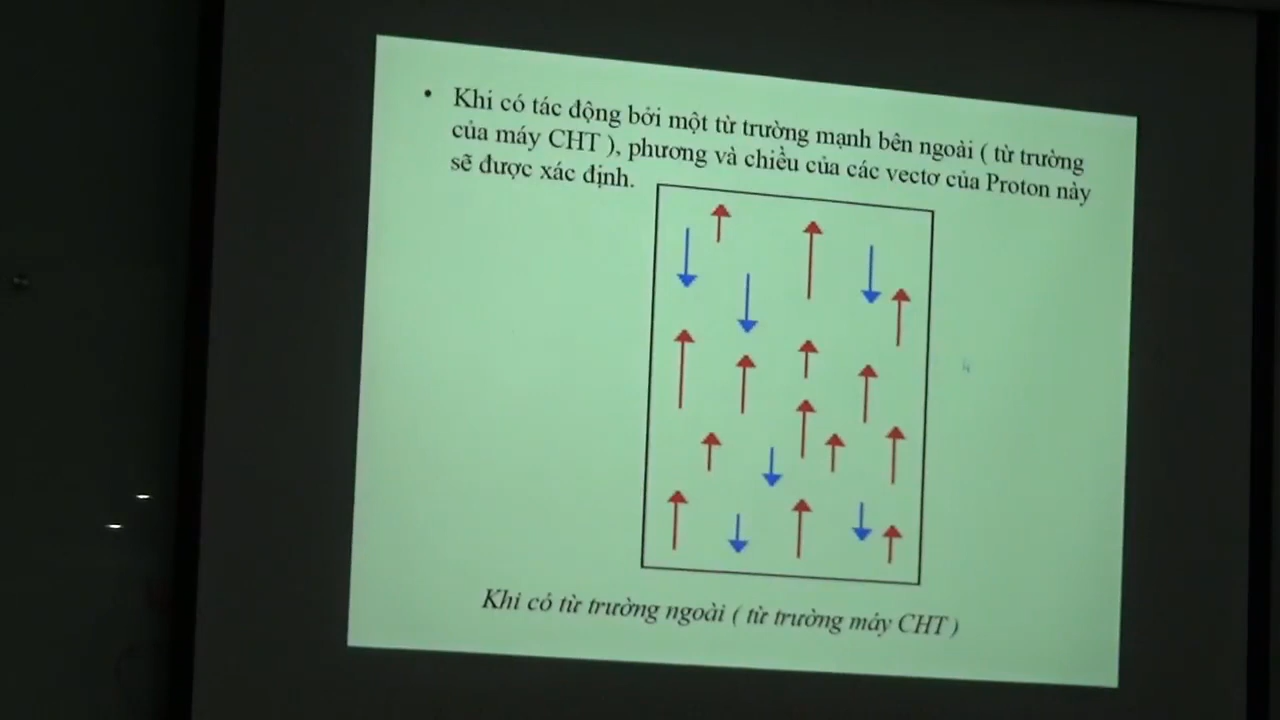 • Khi có tác động bởi một từ trường mạnh bên ngoài ( từ trường
của máy CHT ), phương và chiều của các vectơ của Proton này
sẽ được xác định.
Khi có từ trường ngoài ( từ trường máy CHT )